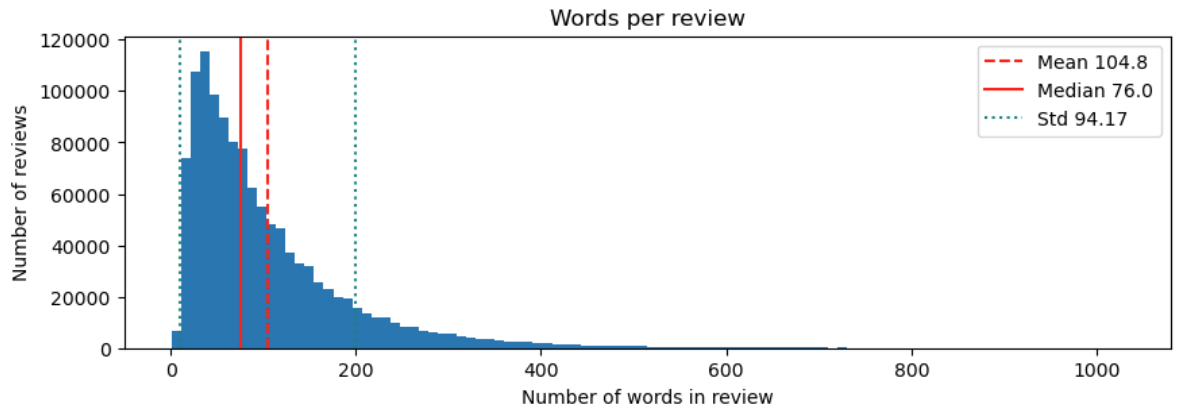 Words per review
120000
100000
80000
60000
40000
20000
0
Number of reviews
Mean 104.8
Median 76.0
Std 94.17
0 200 400 600 800 1000
Number of words in review